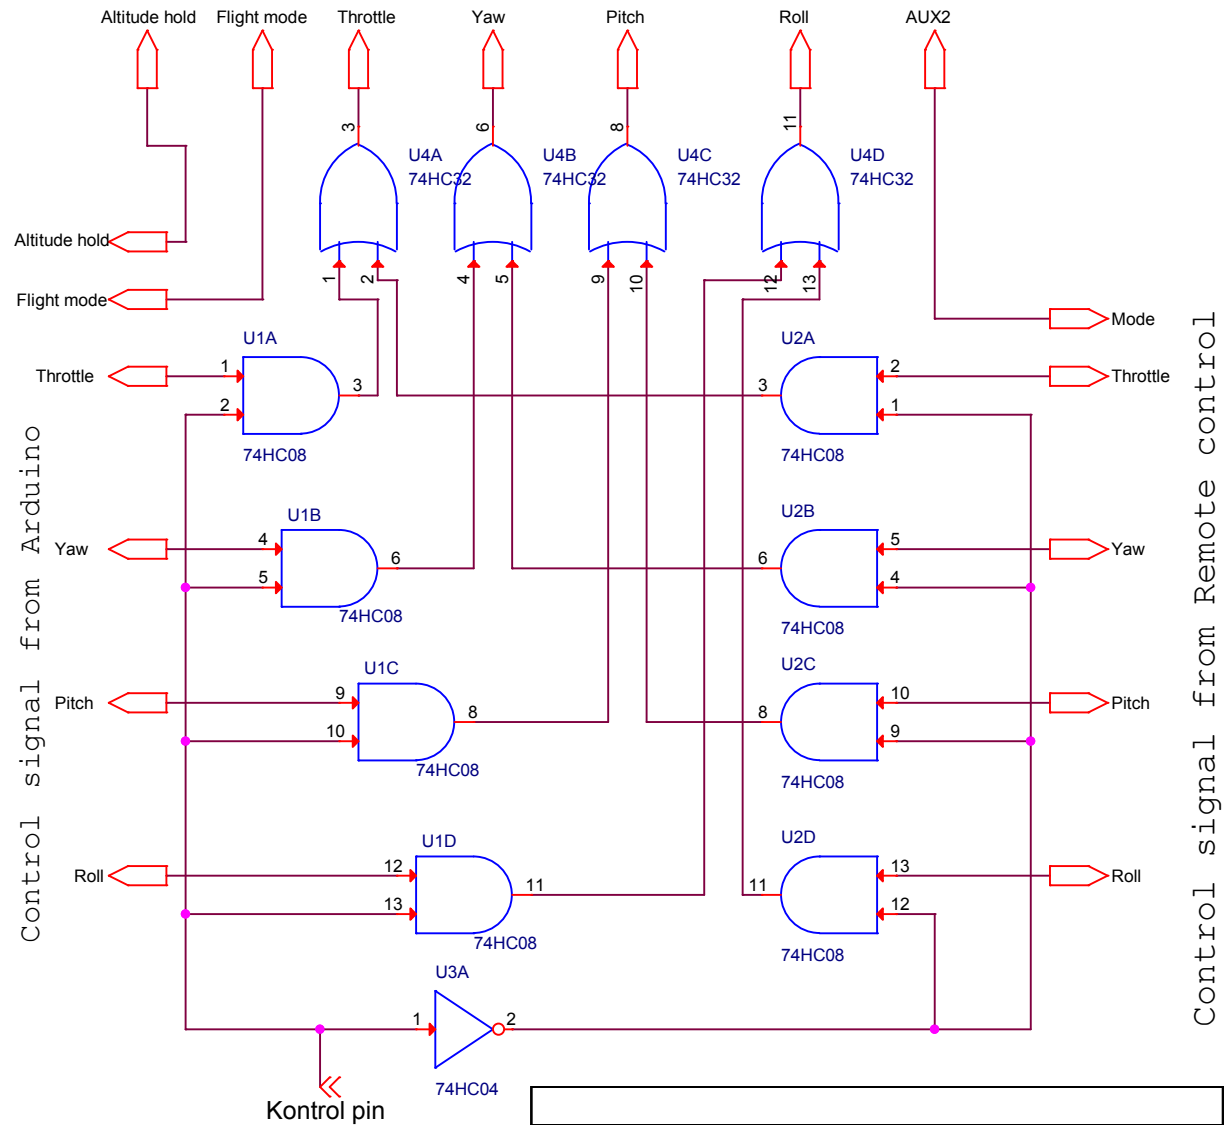 Altitude hold Flight mode Throttle Yaw Pitch Roll AUX2
3 6 8 11
U4A U4B U4C U4D
74HC32 74HC32 74HC32 74HC32
Altitude hold
1 2 4 5 9 10 12 13
Flight mode
Mode
U1A U2A
Throttle 1 3 2 3 2 1 Throttle
74HC08 74HC08
U1B U2B
Yaw 4 5 6 6 5 4 Yaw
74HC08 74HC08
U1C U2C
Pitch 9 10 8 8 10 9 Pitch
74HC08 74HC08
U1D U2D
Roll 12 13 11 11 13 12 Roll
74HC08 74HC08
U3A
1 2
74HC04
Kontrol pin
Control signal from Arduino
Control signal from Remote control